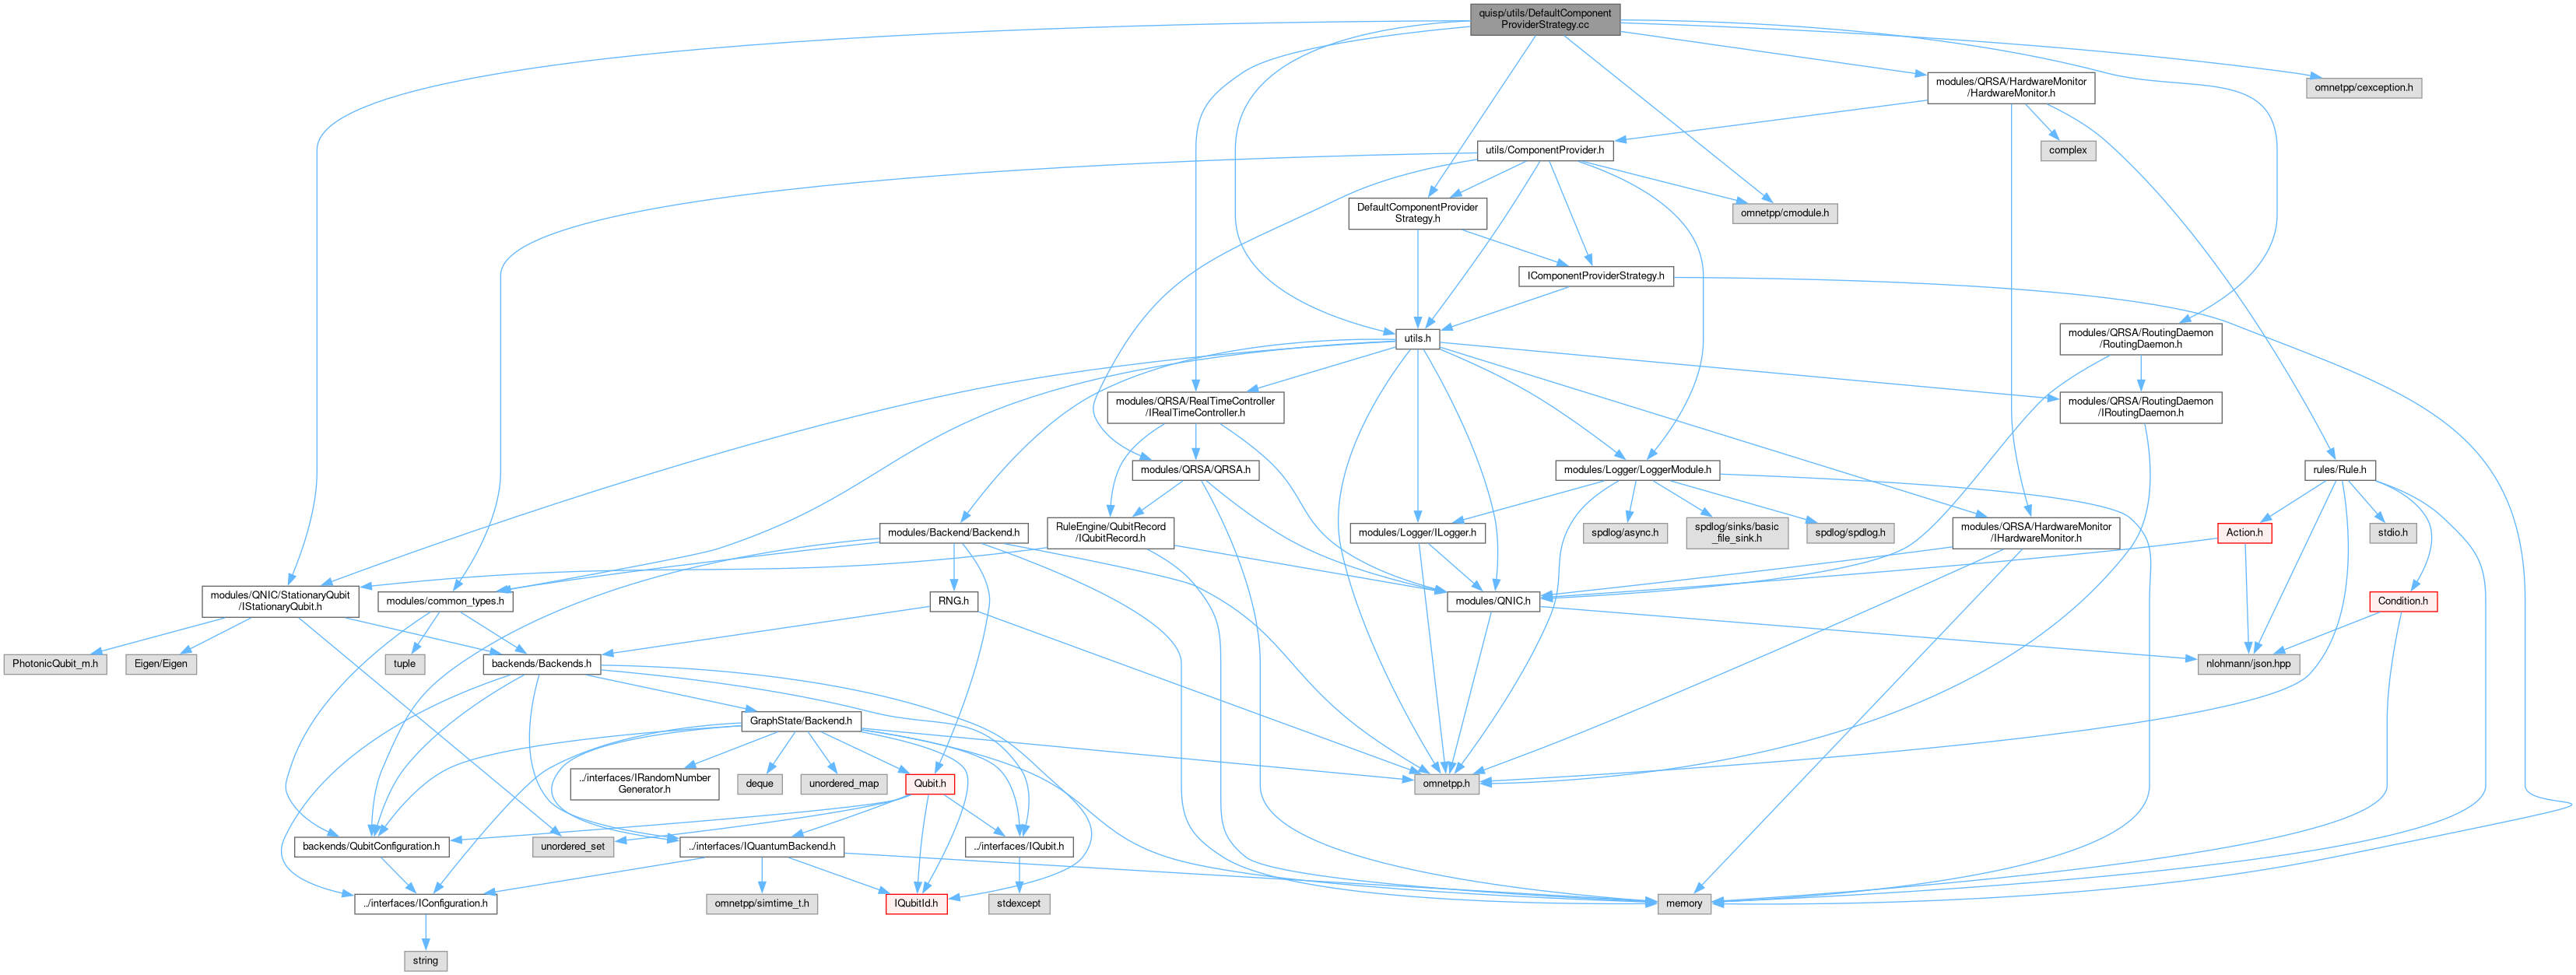 quisp/utils/DefaultComponent
ProviderStrategy.cc
modules/QRSA/HardwareMonitor
/HardwareMonitor.h
omnetpp/cexception.h
utils/ComponentProvider.h
complex
DefaultComponentProvider
Strategy.h
omnetpp/cmodule.h
IComponentProviderStrategy.h
utils.h
modules/QRSA/RoutingDaemon
/RoutingDaemon.h
modules/QRSA/RealTimeController
/IRealTimeController.h
modules/QRSA/RoutingDaemon
/IRoutingDaemon.h
modules/QRSA/QRSA.h
modules/Logger/LoggerModule.h
rules/Rule.h
modules/Backend/Backend.h
RuleEngine/QubitRecord
/IQubitRecord.h
modules/Logger/ILogger.h
spdlog/async.h
spdlog/sinks/basic
_file_sink.h
spdlog/spdlog.h
modules/QRSA/HardwareMonitor
/IHardwareMonitor.h
Action.h
stdio.h
modules/QNIC/StationaryQubit
/IStationaryQubit.h
modules/common_types.h
RNG.h
modules/QNIC.h
Condition.h
PhotonicQubit_m.h
Eigen/Eigen
tuple
backends/Backends.h
nlohmann/json.hpp
GraphState/Backend.h
../interfaces/IRandomNumber
Generator.h
deque
unordered_map
Qubit.h
omnetpp.h
backends/QubitConfiguration.h
unordered_set
../interfaces/IQuantumBackend.h
../interfaces/IQubit.h
../interfaces/IConfiguration.h
omnetpp/simtime_t.h
IQubitId.h
stdexcept
memory
string